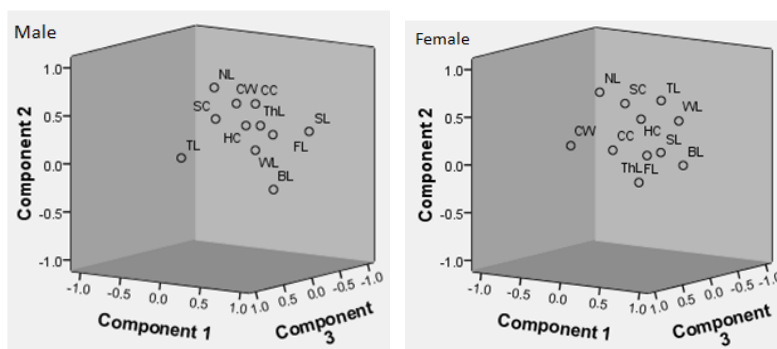 Male
NL
CW CC
SC
ThL
SL
HC
FL
TL
WL
BL
Component 2
1.0
0.5
0.0
-0.5
-1.0
-1.0 -0.5 0.0 0.5 1.0
1.0 0.5 0.0 -0.5 -1.0
Component 1
Component
3
Female
NL
SC
TL
WL
CW
CC
HC
SL
BL
ThL FL
Component 2
1.0
0.5
0.0
-0.5
-1.0
-1.0 -0.5 0.0 0.5 1.0
1.0 0.5 0.0 -0.5 -1.0
Component 1
Component
3